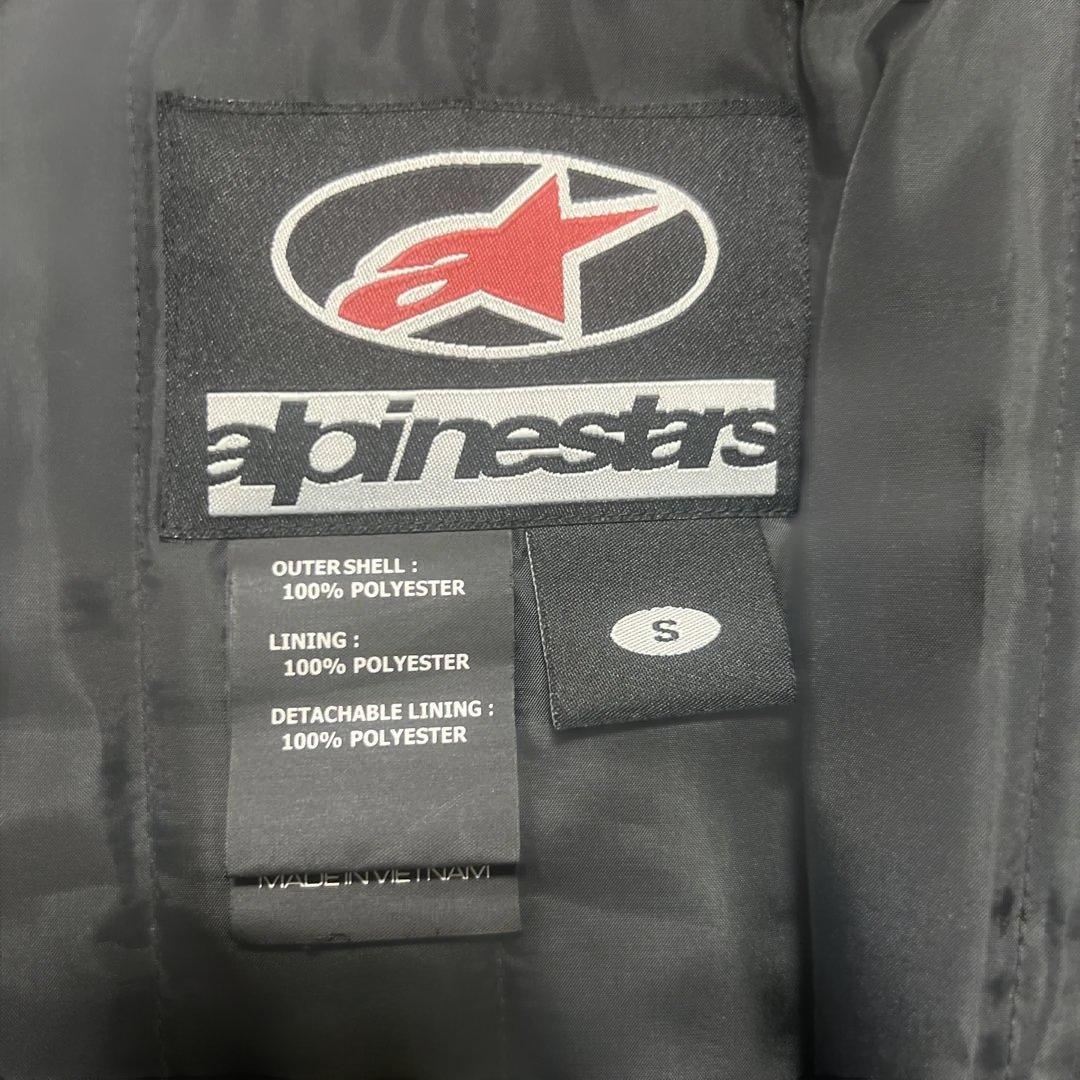 alpinestars
OUTER SHELL :
100% POLYESTER
S
LINING :
100% POLYESTER
DETACHABLE LINING :
100% POLYESTER
MADE IN VIETNAM